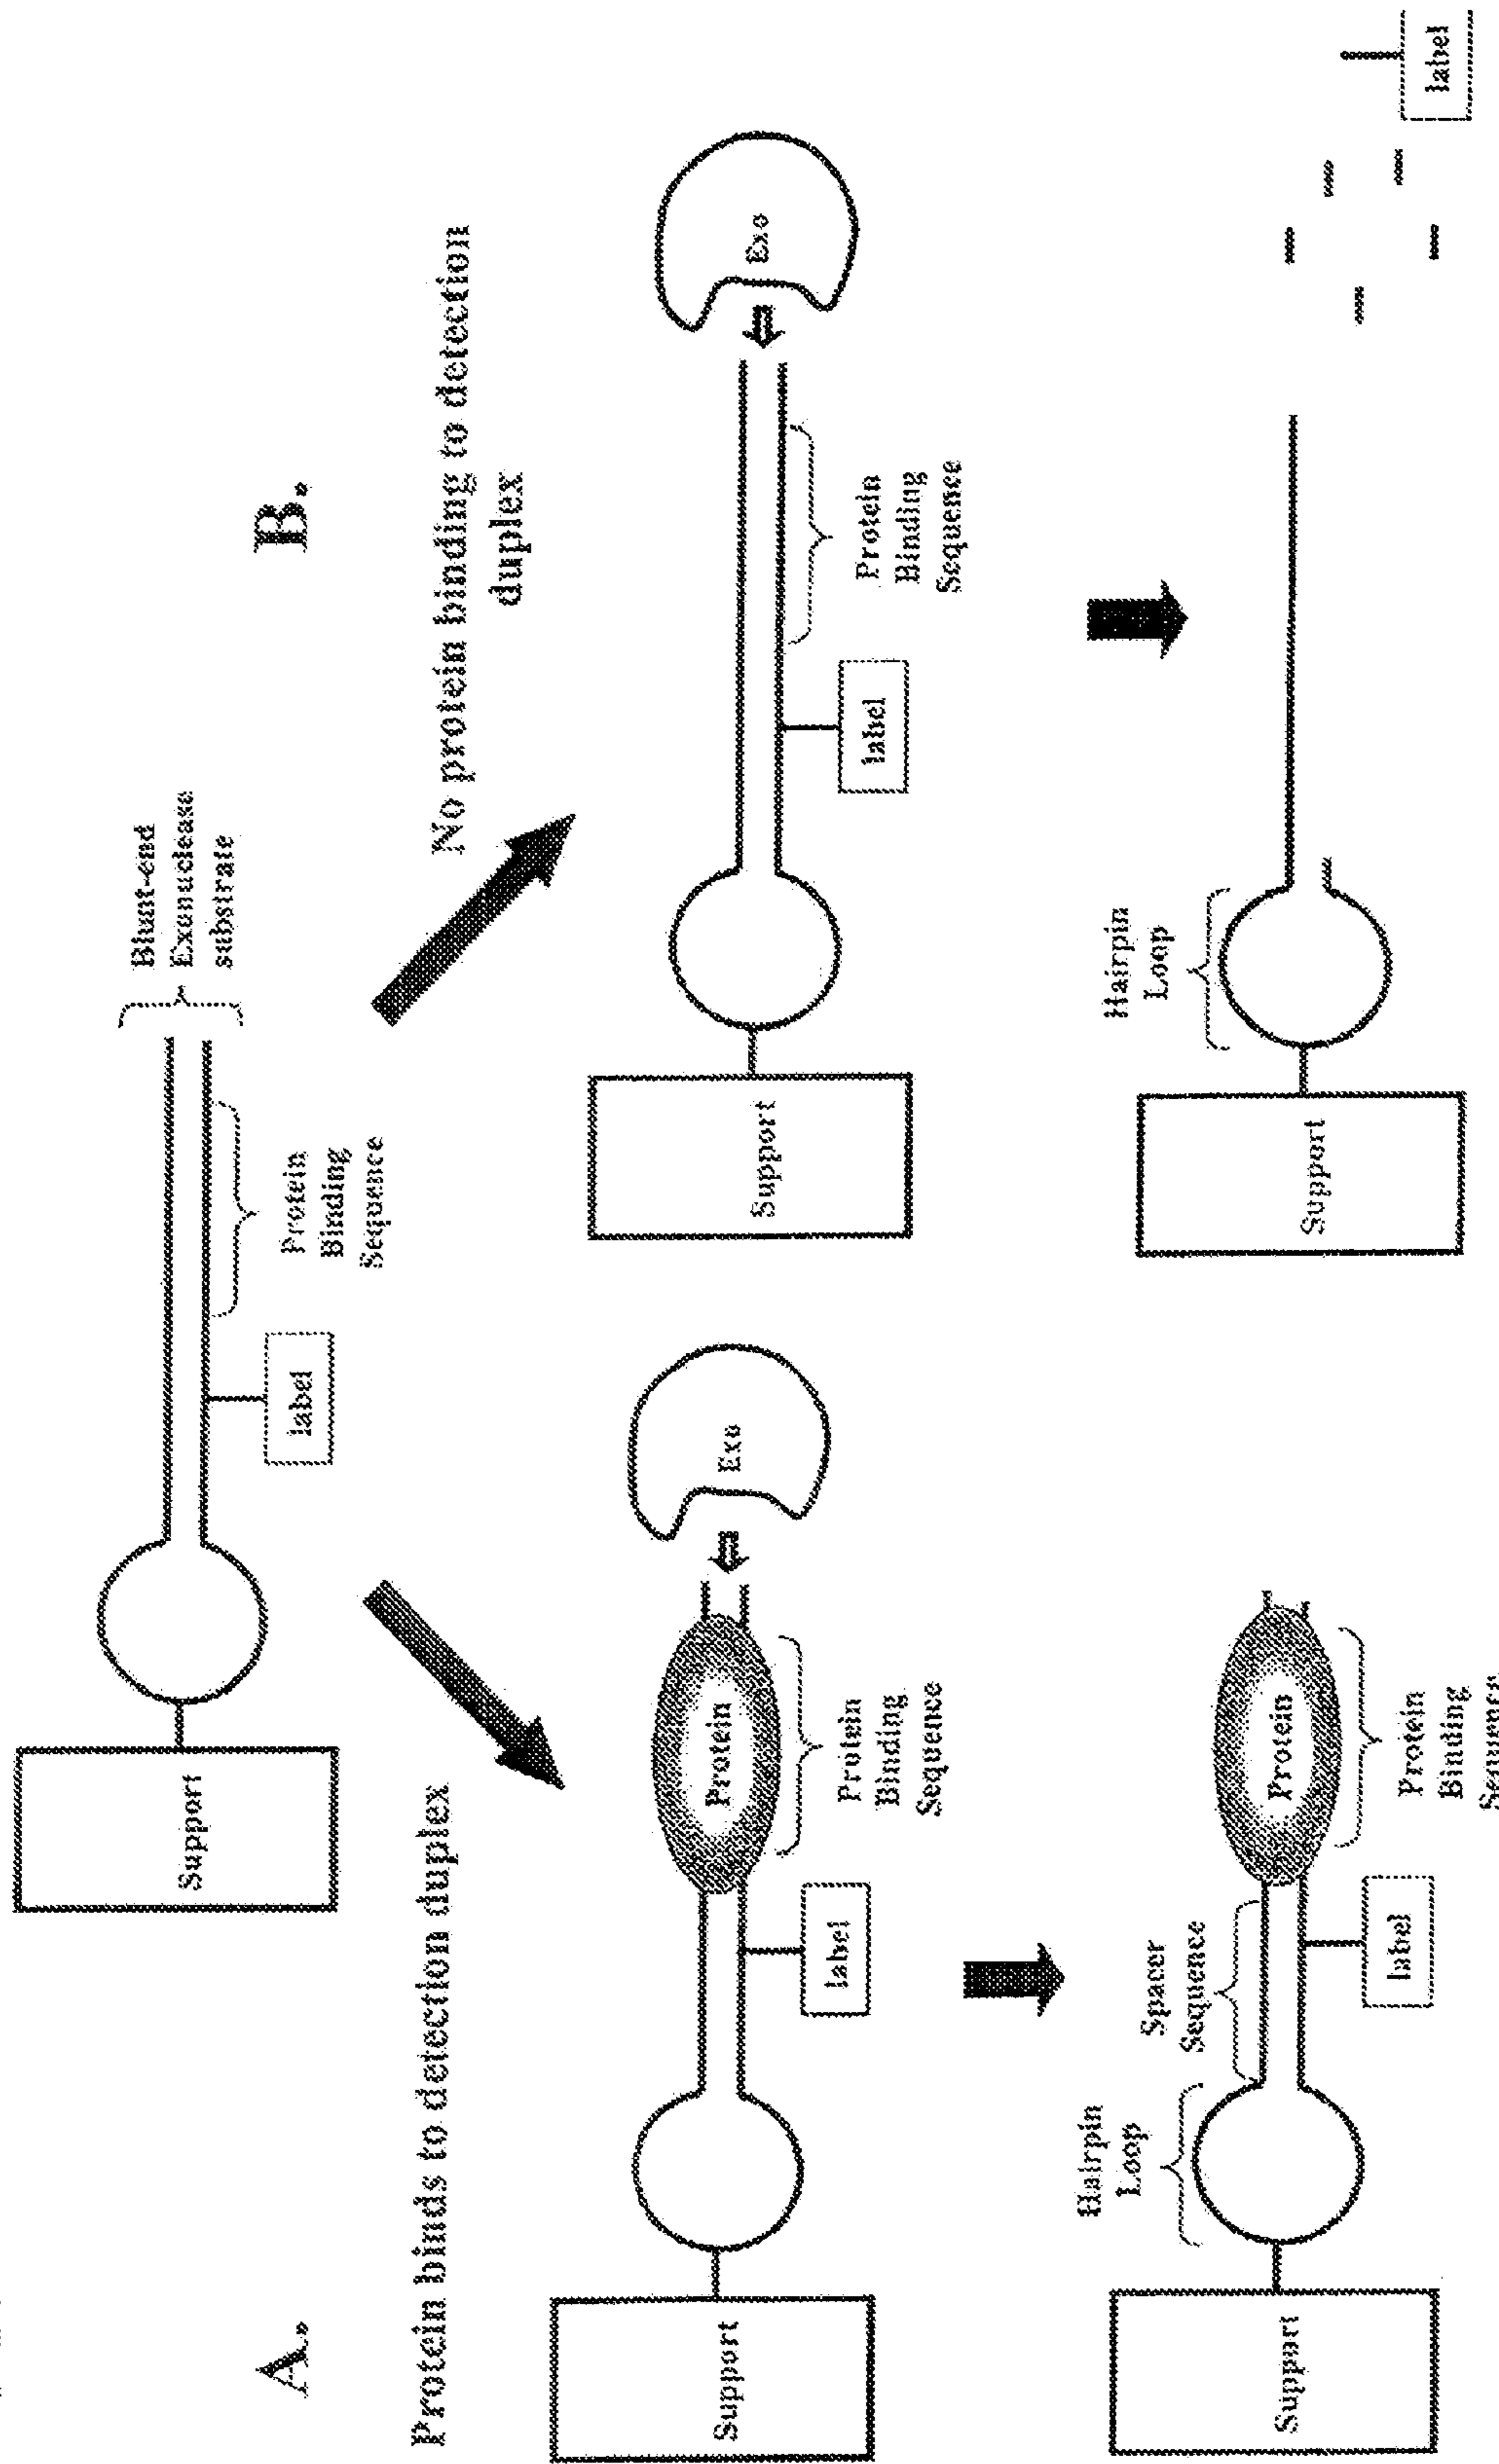 Support
label
Protein
Binding
Sequence
Blunt-end
Exonuclease
substrate
A.
Protein binds to detection duplex
Support
label
Protein
Protein
Binding
Sequence
Exo
Support
Hairpin
Loop
Spacer
Sequence
label
Protein
Protein
Binding
Sequence
B.
No protein binding to detection
duplex
Support
label
Protein
Binding
Sequence
Exo
Support
Hairpin
Loop
label